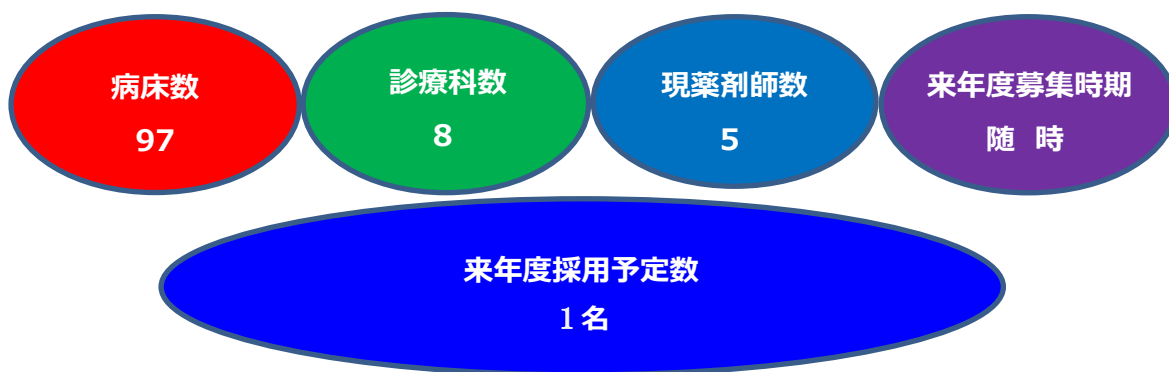 病床数
97
診療科数
8
現薬剤師数
5
来年度募集時期
随 時
来年度採用予定数
１名